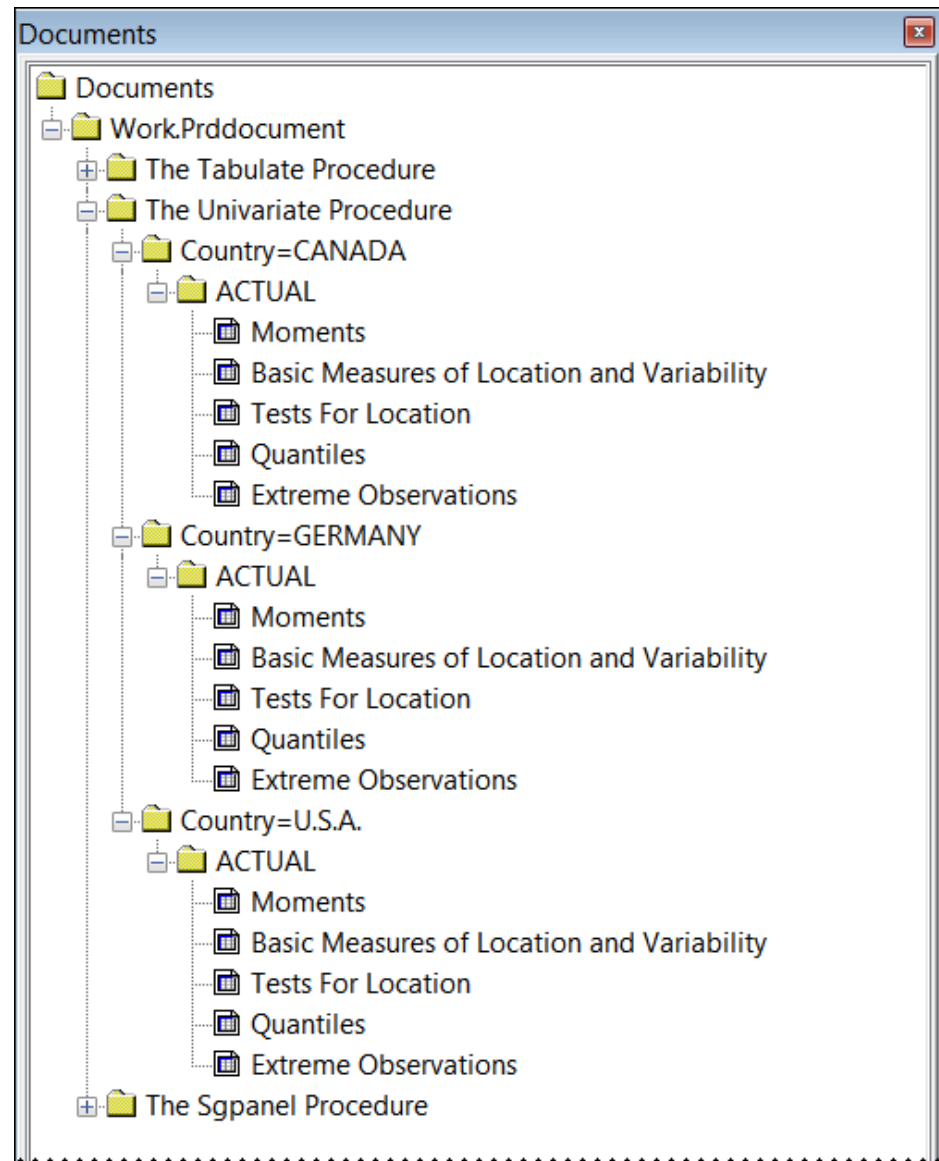 Documents
Documents
Work.Prddocument
The Tabulate Procedure
The Univariate Procedure
Country=CANADA
ACTUAL
Moments
Basic Measures of Location and Variability
Tests For Location
Quantiles
Extreme Observations
Country=GERMANY
ACTUAL
Moments
Basic Measures of Location and Variability
Tests For Location
Quantiles
Extreme Observations
Country=U.S.A.
ACTUAL
Moments
Basic Measures of Location and Variability
Tests For Location
Quantiles
Extreme Observations
The Sgpanel Procedure